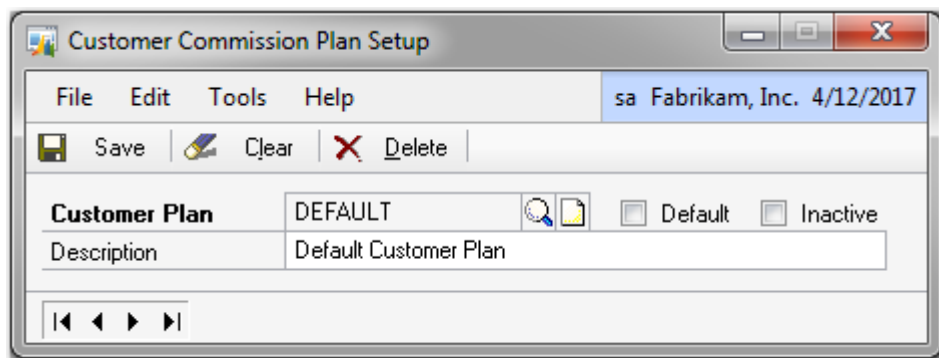 Customer Commission Plan Setup
File Edit Tools Help sa Fabrikam, Inc. 4/12/2017
Save Clear Delete
Customer Plan DEFAULT Default Inactive
Description Default Customer Plan